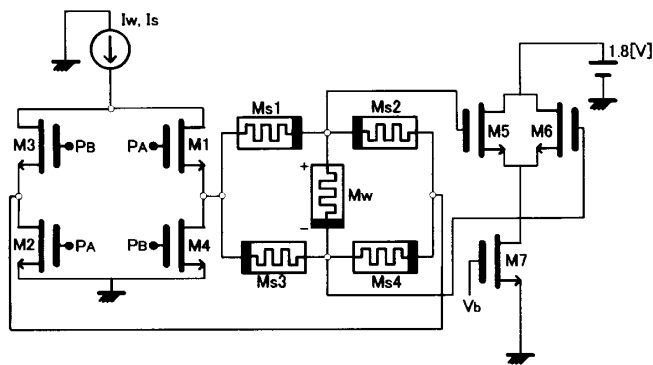 Iw, Is
1.8[V]
Ms1
Ms2
M3
PB
PA
M1
M5
M6
+
Mw
-
M2
PA
PB
M4
Ms3
Ms4
M7
Vb